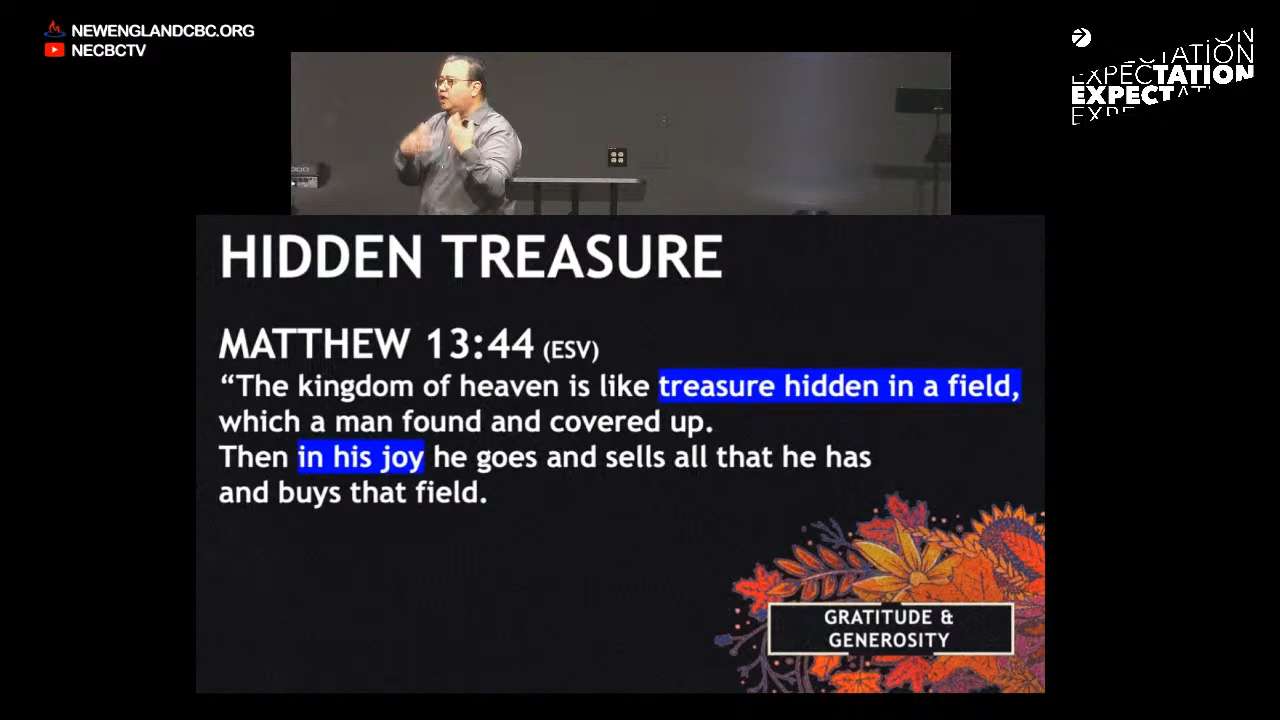 NEWENGLANDCBC.ORG
NECBCTV
EXPECTATION
HIDDEN TREASURE
MATTHEW 13:44 (ESV)
“The kingdom of heaven is like treasure hidden in a field,
which a man found and covered up.
Then in his joy he goes and sells all that he has
and buys that field.
GRATITUDE &
GENEROSITY